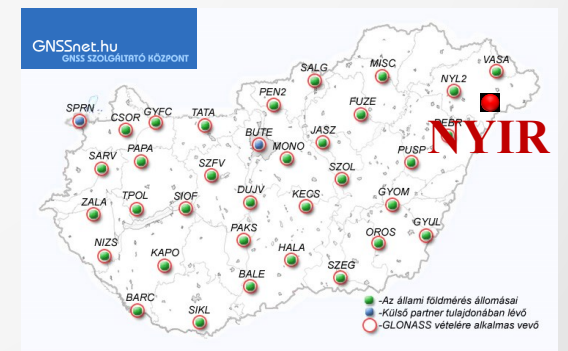 GNSSnet.hu
GNSS SZOLGÁLTATÓ KÖZPONT
VASA
MISC
SALG
NYL2
PEN2
FUZE
SPRN
CSOR
GYFC
TATA
DEBR
NYIR
BUTE
JASZ
MONO
PUSP
SARV
PAPA
SZFV
SZOL
ZALA
TPOL
SIOF
DUJV
KECS
GYOM
GYUL
NIZS
KAPO
PAKS
HALA
OROS
SZEG
BALE
BARC
SIKL
-Az állami földmérés állomásai
-Külső partner tulajdonában lévő
-GLONASS vételére alkalmas vevő